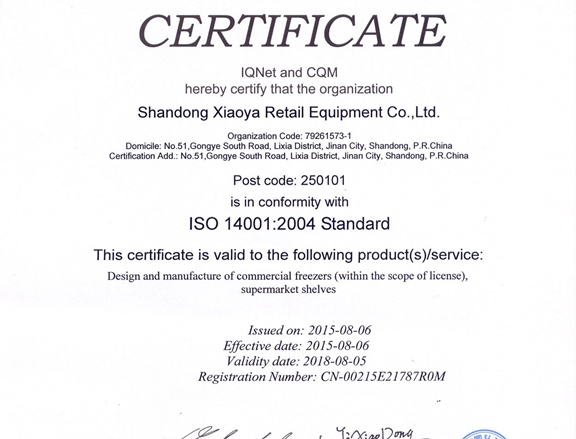 CERTIFICATE
IQNet and CQM
hereby certify that the organization
Shandong Xiaoya Retail Equipment Co.,Ltd.
Organization Code: 79261573-1
Domicile: No.51,Gongye South Road, Lixia District, Jinan City, Shandong, P.R.China
Certification Add.: No.51,Gongye South Road, Lixia District, Jinan City, Shandong, P.R.China
Post code: 250101
is in conformity with
ISO 14001:2004 Standard
This certificate is valid to the following product(s)/service:
Design and manufacture of commercial freezers (within the scope of license),
supermarket shelves
Issued on: 2015-08-06
Effective date: 2015-08-06
Validity date: 2018-08-05
Registration Number: CN-00215E21787R0M